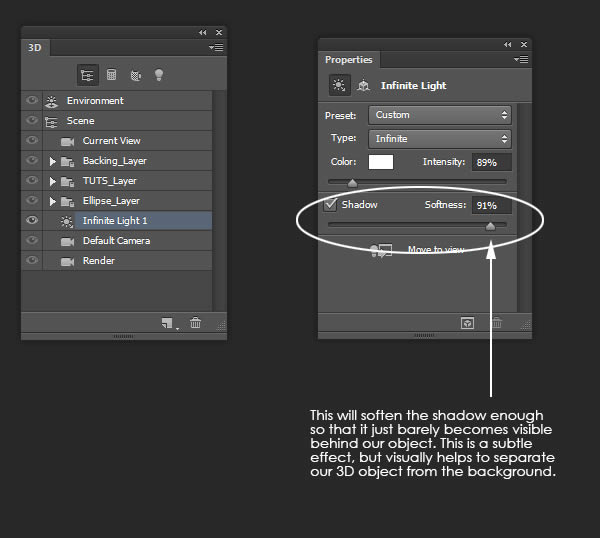 3D
Environment
Scene
Current View
Backing_Layer
TUTS_Layer
Ellipse_Layer
Infinite Light 1
Default Camera
Render
Properties
Infinite Light
Preset: Custom
Type: Infinite
Color: Intensity: 89%
Shadow Softness: 91%
Move to view
This will soften the shadow enough
so that it just barely becomes visible
behind our object. This is a subtle
effect, but visually helps to separate
our 3D object from the background.